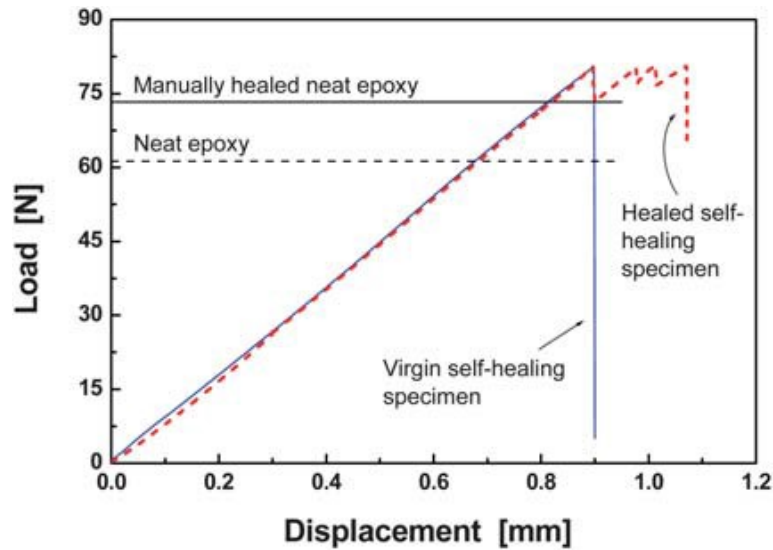 90
75
60
45
30
15
0
Load [N]
Manually healed neat epoxy
Neat epoxy
Healed self-
healing
specimen
Virgin self-healing
specimen
0.0 0.2 0.4 0.6 0.8 1.0 1.2
Displacement [mm]